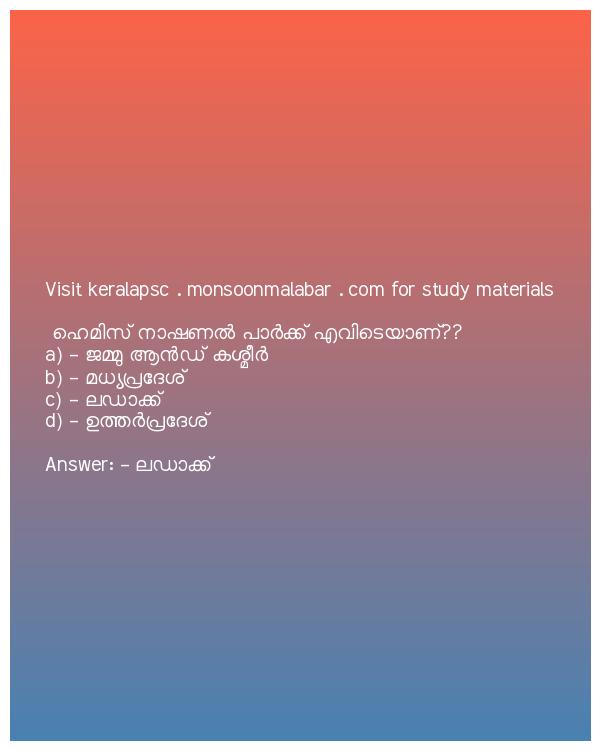 Visit keralapsc . monsoonmalabar . com for study materials
ഹെമിസ് നാഷണൽ പാർക്ക് എവിടെയാണ്??
a) - ജമ്മു ആൻഡ് കശ്മീർ
b) - മധ്യപ്രദേശ്
c) - ലഡാക്ക്
d) - ഉത്തർപ്രദേശ്
Answer: - ലഡാക്ക്